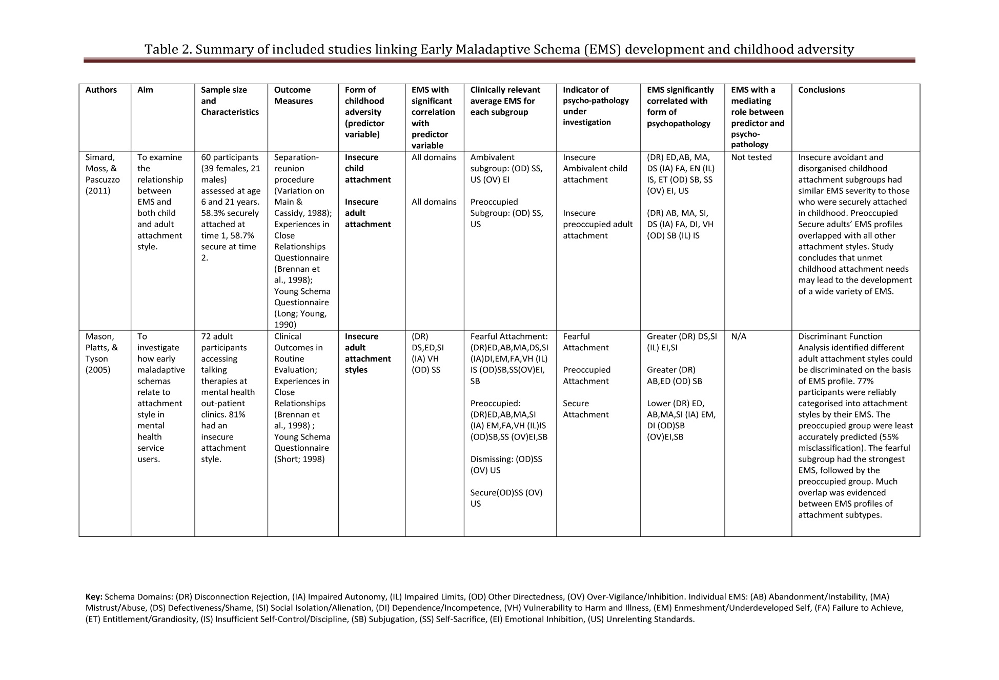 Table 2. Summary of included studies linking Early Maladaptive Schema (EMS) development and childhood adversity
Authors
Aim
Sample size
and
Characteristics
Outcome
Measures
Form of
childhood
adversity
(predictor
variable)
EMS with
significant
correlation
with
predictor
variable
Clinically relevant
average EMS for
each subgroup
Indicator of
psycho-pathology
under
investigation
EMS significantly
correlated with
form of
psychopathology
EMS with a
mediating
role between
predictor and
psycho-
pathology
Conclusions
Simard,
Moss, &
Pascuzzo
(2011)
To examine
the
relationship
between
EMS and
both child
and adult
attachment
style.
60 participants
(39 females, 21
males)
assessed at age
6 and 21 years.
58.3% securely
attached at
time 1, 58.7%
secure at time
2.
Separation-
reunion
procedure
(Variation on
Main &
Cassidy, 1988);
Experiences in
Close
Relationships
Questionnaire
(Brennan et
al., 1998);
Young Schema
Questionnaire
(Long; Young,
1990)
Insecure
child
attachment
Insecure
adult
attachment
All domains
All domains
Ambivalent
subgroup: (OD) SS,
US (OV) EI
Preoccupied
Subgroup: (OD) SS,
US
Insecure
Ambivalent child
attachment
Insecure
preoccupied adult
attachment
(DR) ED,AB, MA,
DS (IA) FA, EN (IL)
IS, ET (OD) SB, SS
(OV) EI, US
(DR) AB, MA, SI,
DS (IA) FA, DI, VH
(OD) SB (IL) IS
Not tested
Insecure avoidant and
disorganised childhood
attachment subgroups had
similar EMS severity to those
who were securely attached
in childhood. Preoccupied
Secure adults’ EMS profiles
overlapped with all other
attachment styles. Study
concludes that unmet
childhood attachment needs
may lead to the development
of a wide variety of EMS.
Mason,
Platts, &
Tyson
(2005)
To
investigate
how early
maladaptive
schemas
relate to
attachment
style in
mental
health
service
users.
72 adult
participants
accessing
talking
therapies at
mental health
out-patient
clinics. 81%
had an
insecure
attachment
style.
Clinical
Outcomes in
Routine
Evaluation;
Experiences in
Close
Relationships
(Brennan et
al., 1998) ;
Young Schema
Questionnaire
(Short; 1998)
Insecure
adult
attachment
styles
(DR)
DS,ED,SI
(IA) VH
(OD) SS
Fearful Attachment:
(DR)ED,AB,MA,DS,SI
(IA)DI,EM,FA,VH (IL)
IS (OD)SB,SS(OV)EI,
SB
Preoccupied:
(DR)ED,AB,MA,SI
(IA) EM,FA,VH (IL)IS
(OD)SB,SS (OV)EI,SB
Dismissing: (OD)SS
(OV) US
Secure(OD)SS (OV)
US
Fearful
Attachment
Preoccupied
Attachment
Secure
Attachment
Greater (DR) DS,SI
(IL) EI,SI
Greater (DR)
AB,ED (OD) SB
Lower (DR) ED,
AB,MA,SI (IA) EM,
DI (OD)SB
(OV)EI,SB
N/A
Discriminant Function
Analysis identified different
adult attachment styles could
be discriminated on the basis
of EMS profile. 77%
participants were reliably
categorised into attachment
styles by their EMS. The
preoccupied group were least
accurately predicted (55%
misclassification). The fearful
subgroup had the strongest
EMS, followed by the
preoccupied group. Much
overlap was evidenced
between EMS profiles of
attachment subtypes.
Key: Schema Domains: (DR) Disconnection Rejection, (IA) Impaired Autonomy, (IL) Impaired Limits, (OD) Other Directedness, (OV) Over-Vigilance/Inhibition. Individual EMS: (AB) Abandonment/Instability, (MA)
Mistrust/Abuse, (DS) Defectiveness/Shame, (SI) Social Isolation/Alienation, (DI) Dependence/Incompetence, (VH) Vulnerability to Harm and Illness, (EM) Enmeshment/Underdeveloped Self, (FA) Failure to Achieve,
(ET) Entitlement/Grandiosity, (IS) Insufficient Self-Control/Discipline, (SB) Subjugation, (SS) Self-Sacrifice, (EI) Emotional Inhibition, (US) Unrelenting Standards.